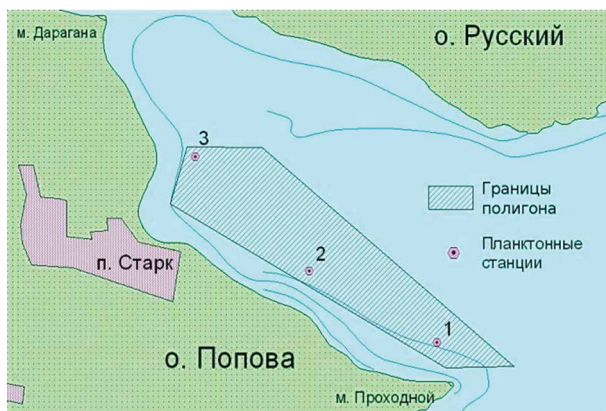 м. Дарагана
о. Русский
3
Границы
полигона
Планктонные
станции
п. Старк
2
1
о. Попова
м. Проходной